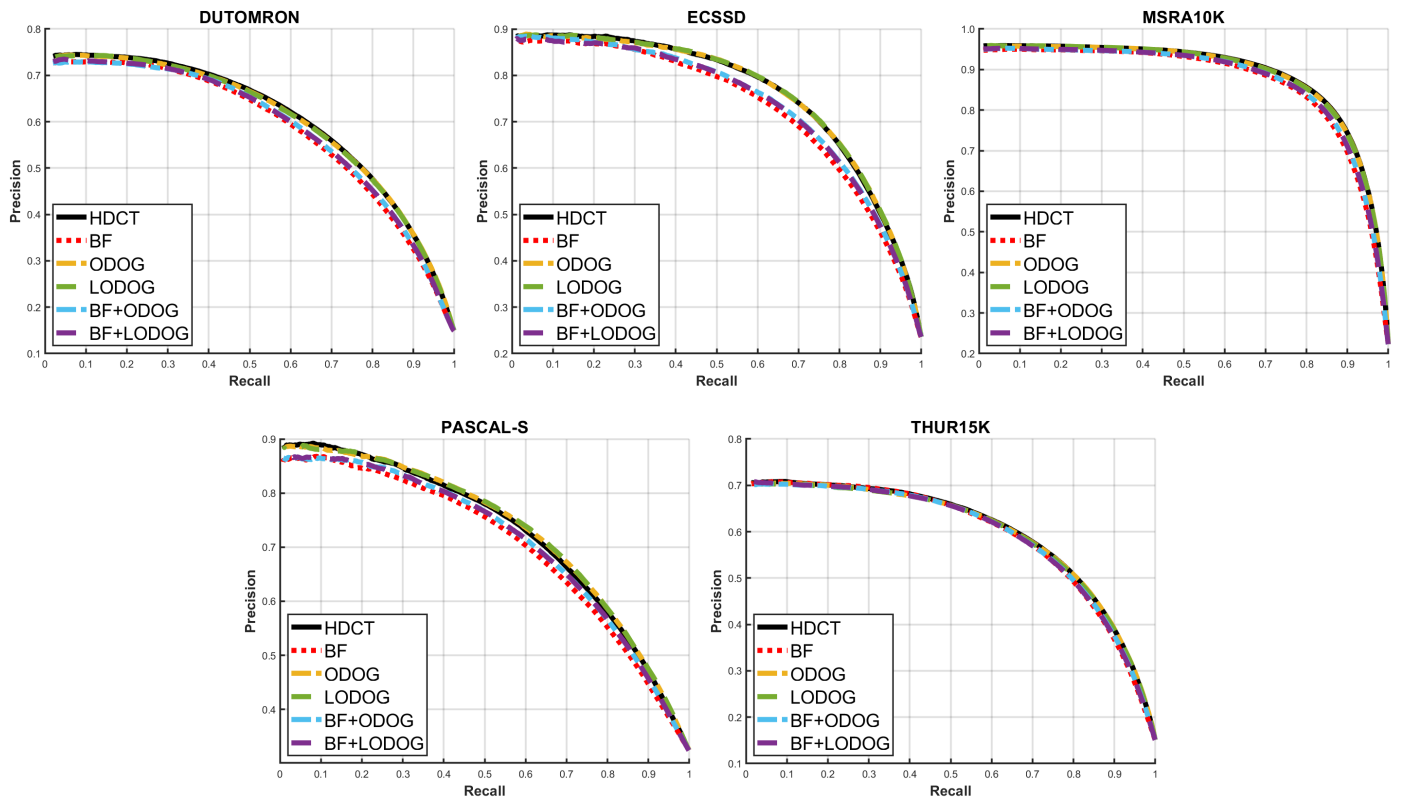 DUTOMRON
0.8
0.7
0.6
0.5
0.4
0.3
0.2
0.1
Precision
HDCT
BF
ODOG
LODOG
BF+ODOG
BF+LODOG
0 0.1 0.2 0.3 0.4 0.5 0.6 0.7 0.8 0.9 1
Recall
ECSSD
0.9
0.8
0.7
0.6
0.5
0.4
0.3
0.2
Precision
HDCT
BF
ODOG
LODOG
BF+ODOG
BF+LODOG
0 0.1 0.2 0.3 0.4 0.5 0.6 0.7 0.8 0.9 1
Recall
MSRA10K
1.0
0.9
0.8
0.7
0.6
0.5
0.4
0.3
0.2
Precision
HDCT
BF
ODOG
LODOG
BF+ODOG
BF+LODOG
0 0.1 0.2 0.3 0.4 0.5 0.6 0.7 0.8 0.9 1
Recall
PASCAL-S
0.9
0.8
0.7
0.6
0.5
0.4
Precision
HDCT
BF
ODOG
LODOG
BF+ODOG
BF+LODOG
0 0.1 0.2 0.3 0.4 0.5 0.6 0.7 0.8 0.9 1
Recall
THUR15K
0.8
0.7
0.6
0.5
0.4
0.3
0.2
0.1
Precision
HDCT
BF
ODOG
LODOG
BF+ODOG
BF+LODOG
0 0.1 0.2 0.3 0.4 0.5 0.6 0.7 0.8 0.9 1
Recall